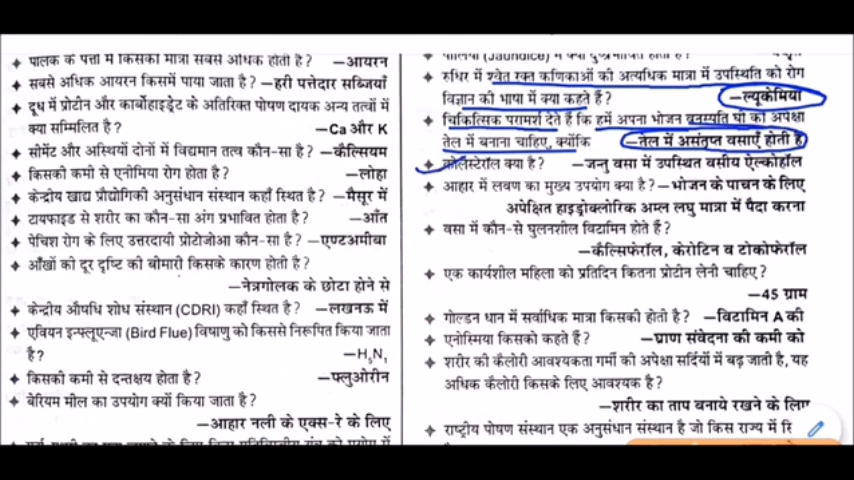 पालक के पत्तों में किसकी मात्रा सबसे अधिक होती है? —आयरन
सबसे अधिक आयरन किसमें पाया जाता है? —हरी पत्तेदार सब्जियाँ
दूध में प्रोटीन और कार्बोहाइड्रेट के अतिरिक्त पोषण दायक अन्य तत्वों में
क्या सम्मिलित है? —Ca और K
सीमेंट और अस्थियों दोनों में विद्यमान तत्व कौन-सा है? —कैल्सियम
किसकी कमी से एनीमिया रोग होता है? —लोहा
केन्द्रीय खाद्य प्रौद्योगिकी अनुसंधान संस्थान कहाँ स्थित है? —मैसूर में
टायफाइड से शरीर का कौन-सा अंग प्रभावित होता है? —आँत
पेचिश रोग के लिए उत्तरदायी प्रोटोजोआ कौन-सा है? —एण्टअमीबा
आँखों को दूर दृष्टि की बीमारी किसके कारण होती है?
—नेत्रगोलक के छोटा होने से
केन्द्रीय औषधि शोध संस्थान (CDRI) कहाँ स्थित है? —लखनऊ में
एवियन इन्फ्लूएन्जा (Bird Flue) विषाणु को किससे निरूपित किया जाता
है? —H₅N₁
किसकी कमी से दन्तक्षय होता है? —फ्लुओरीन
बेरियम मील का उपयोग क्यों किया जाता है?
—आहार नली के एक्स-रे के लिए
(Jaundice) में क्या
रुधिर में श्वेत रक्त कणिकाओं की अत्यधिक मात्रा में उपस्थिति को रोग
विज्ञान की भाषा में क्या कहते हैं? —ल्यूकेमिया
चिकित्सिक परामर्श देते हैं कि हमें अपना भोजन वनस्पति घी की अपेक्षा
तेल में बनाना चाहिए, क्योंकि —तेल में असंतृप्त वसाएँ होती हैं
कोलेस्टेरॉल क्या है? —जन्तु वसा में उपस्थित वसीय ऐल्कोहॉल
आहार में लवण का मुख्य उपयोग क्या है? —भोजन के पाचन के लिए
अपेक्षित हाइड्रोक्लोरिक अम्ल लघु मात्रा में पैदा करना
वसा में कौन-से घुलनशील विटामिन होते हैं?
—कैल्सिफेरॉल, केरोटिन व टोकोफेरॉल
एक कार्यशील महिला को प्रतिदिन कितना प्रोटीन लेनी चाहिए?
—45 ग्राम
गोल्डन धान में सर्वाधिक मात्रा किसकी होती है? —विटामिन A की
एनोस्मिया किसको कहते हैं? —घ्राण संवेदना की कमी को
शरीर की कैलोरी आवश्यकता गर्मी की अपेक्षा सर्दियों में बढ़ जाती है, यह
अधिक कैलोरी किसके लिए आवश्यक है?
—शरीर का ताप बनाये रखने के लिए
राष्ट्रीय पोषण संस्थान एक अनुसंधान संस्थान है जो किस राज्य में